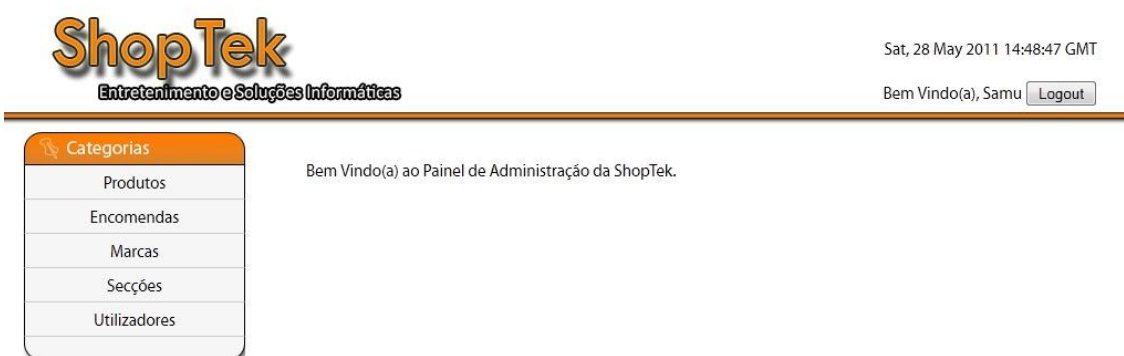 ShopTek
Entretenimento e Soluções Informáticas
Sat, 28 May 2011 14:48:47 GMT
Bem Vindo(a), Samu Logout
Categorias
Produtos
Encomendas
Marcas
Secções
Utilizadores
Bem Vindo(a) ao Painel de Administração da ShopTek.